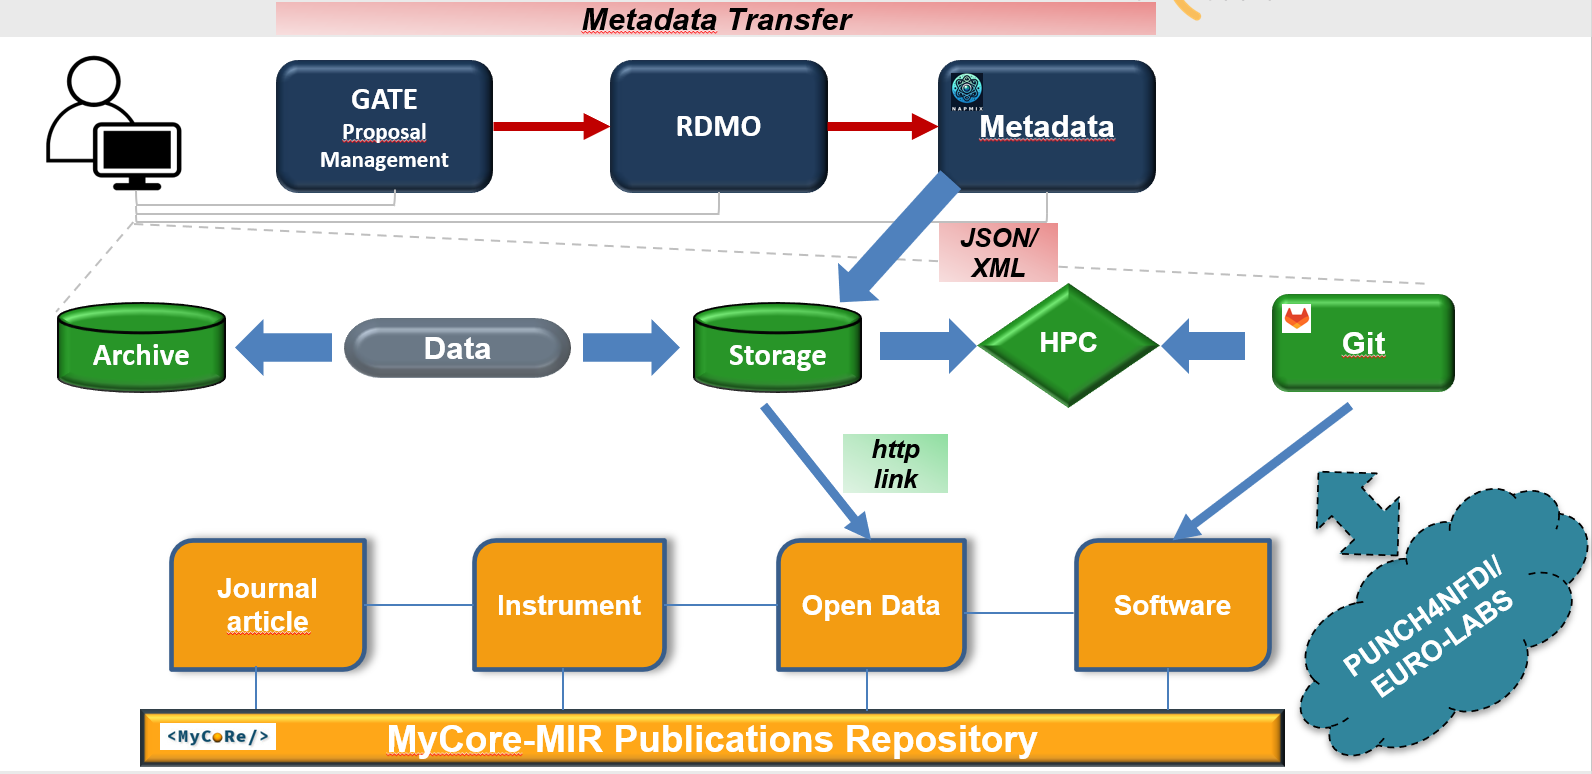 Metadata Transfer
GATE
Proposal
Management
RDMO
NAPMIX
Metadata
JSON/
XML
Archive
Data
Storage
HPC
Git
http
link
Journal
article
Instrument
Open Data
Software
PUNCH4NFDI/
EURO-LABS
<MyCoRe/>
MyCore-MIR Publications Repository